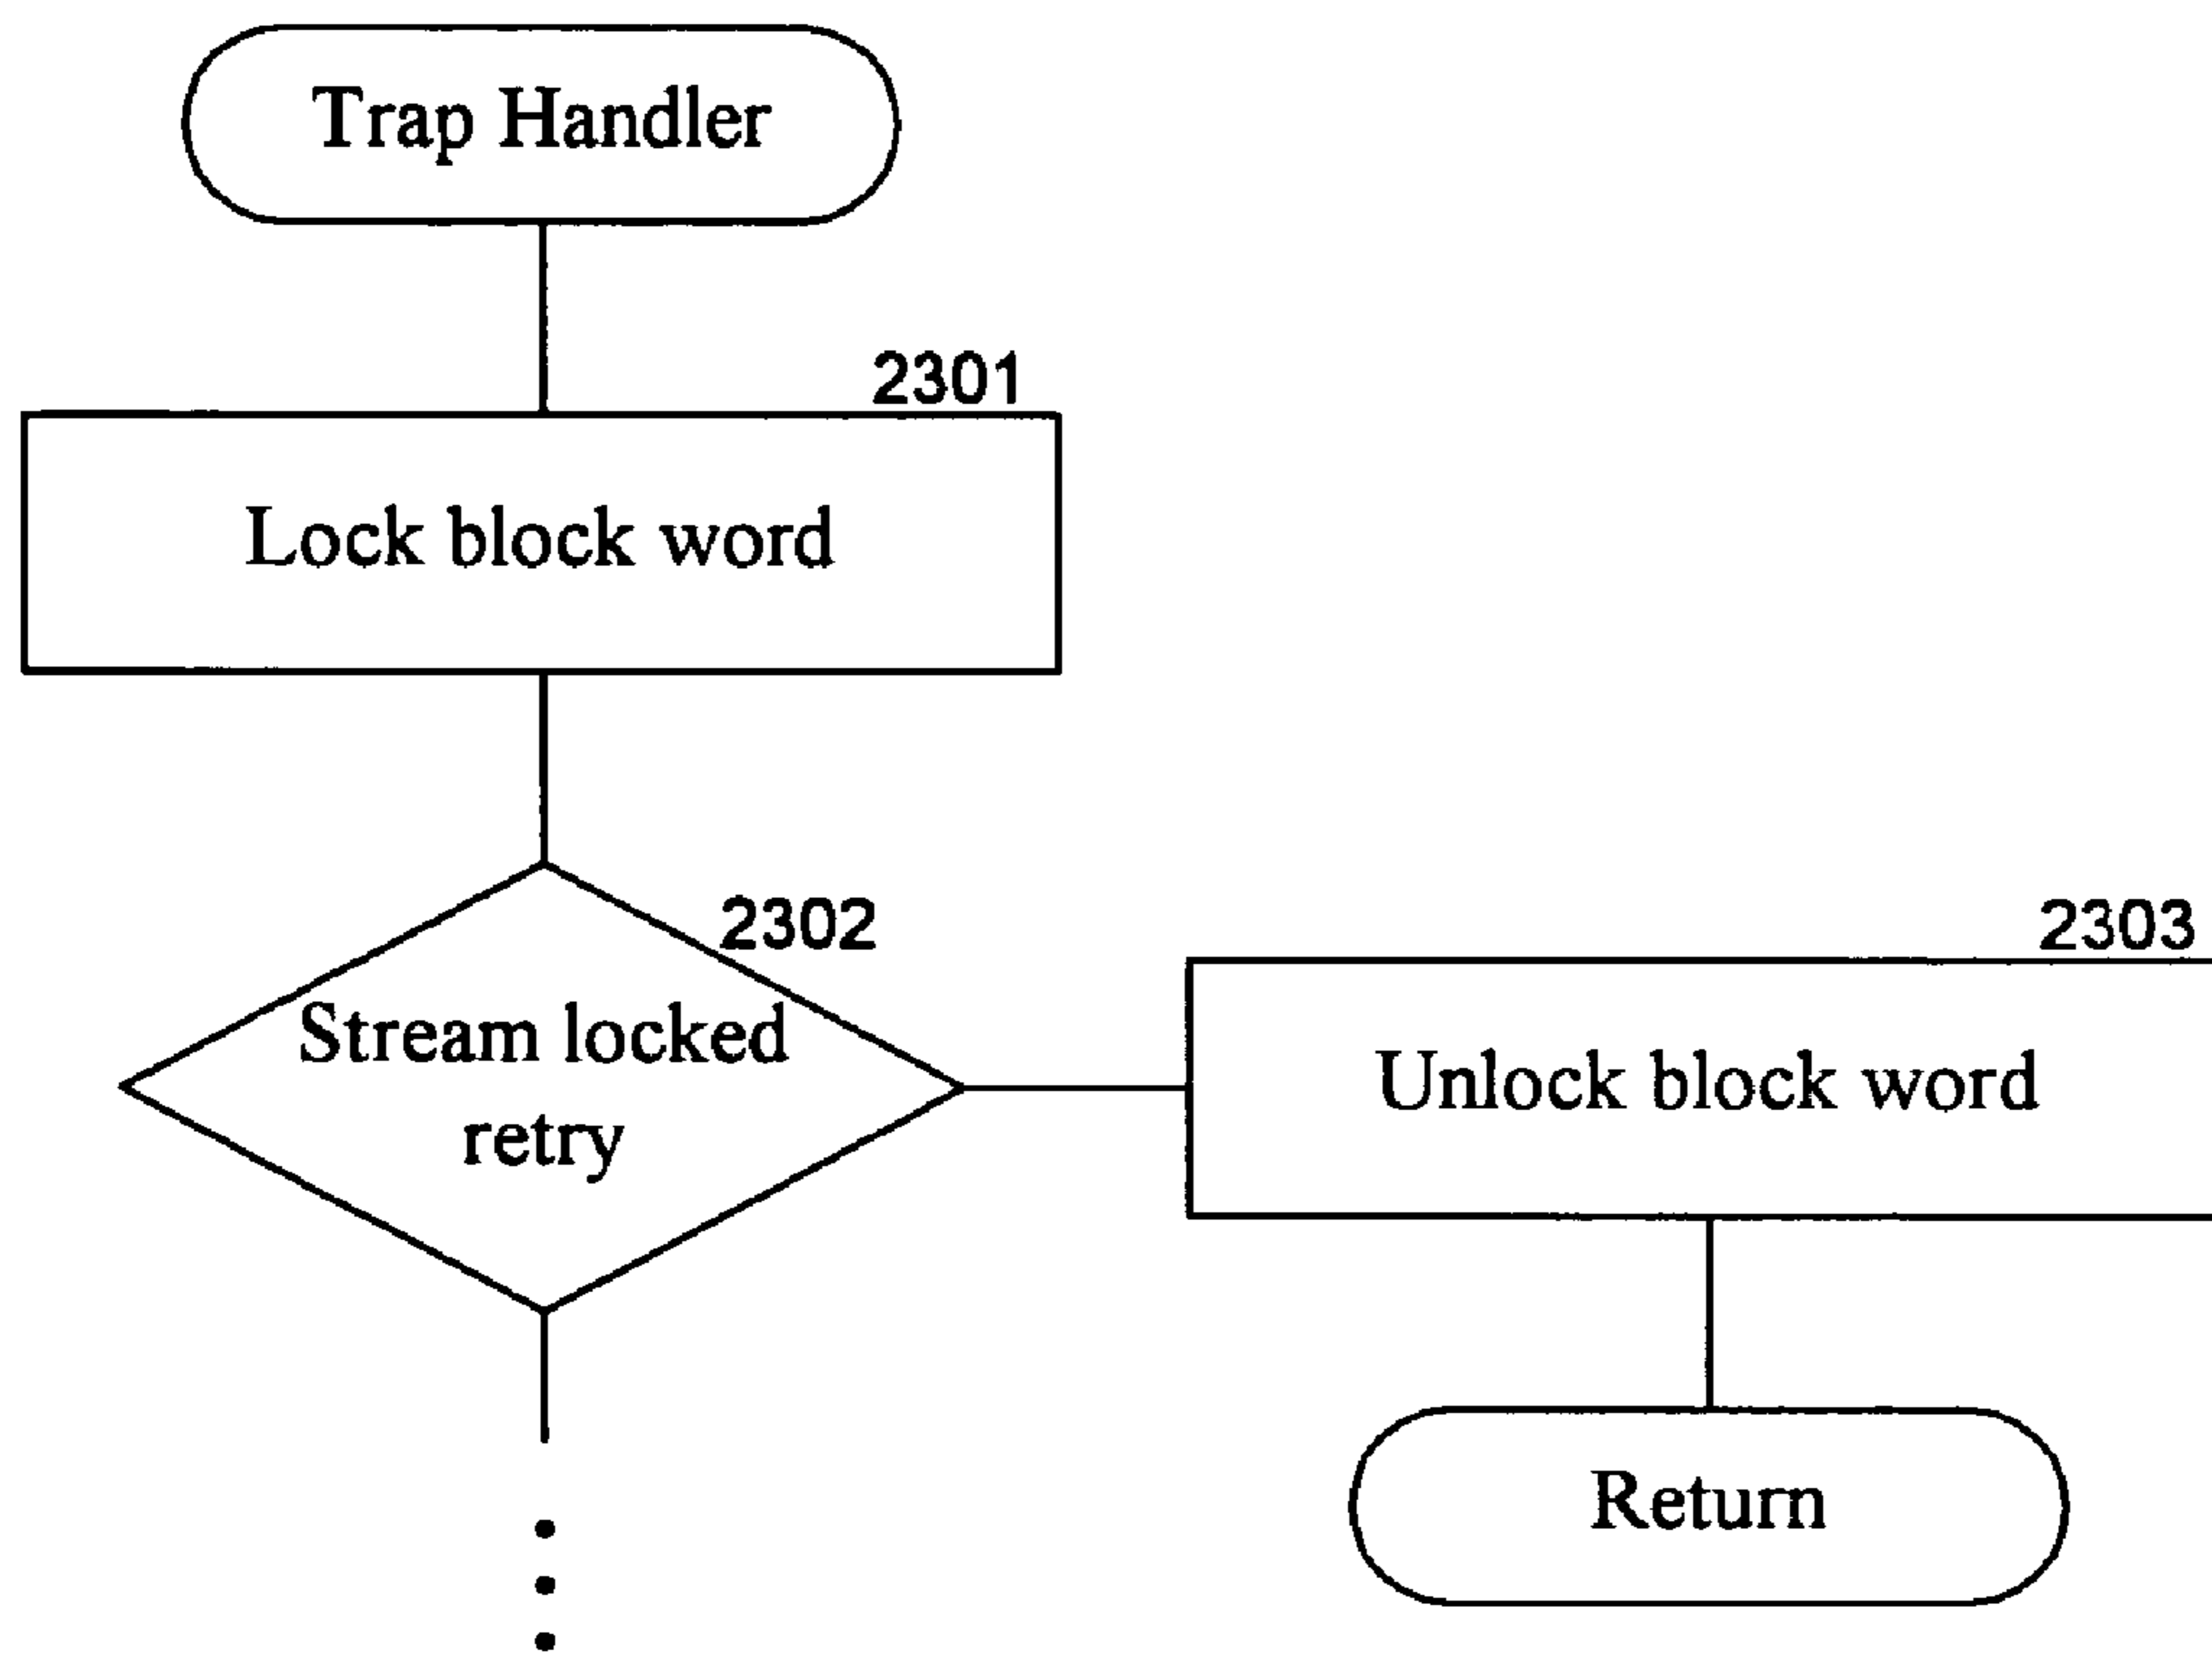 Trap Handler
2301
Lock block word
2302
Stream locked
retry
2303
Unlock block word
Return